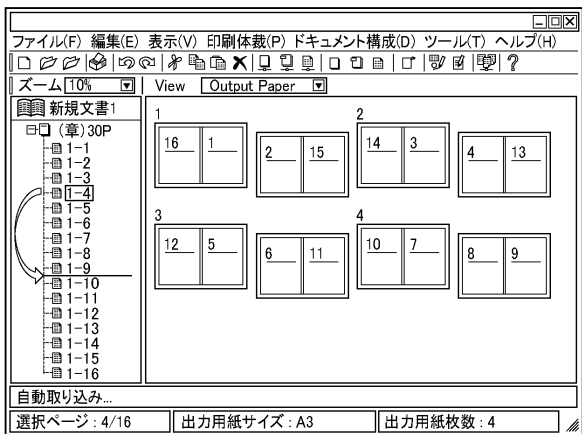 ファイル(F) 編集(E) 表示(V) 印刷体裁(P) ドキュメント構成(D) ツール(T) ヘルプ(H)
ズーム 10% View Output Paper
新規文書1
(章)30P
1-1
1-2
1-3
1-4
1-5
1-6
1-7
1-8
1-9
1-10
1-11
1-12
1-13
1-14
1-15
1-16
1 2
16 1 2 15 14 3 4 13
3 4
12 5 6 11 10 7 8 9
自動取り込み...
選択ページ:4/16 出力用紙サイズ:A3 出力用紙枚数:4